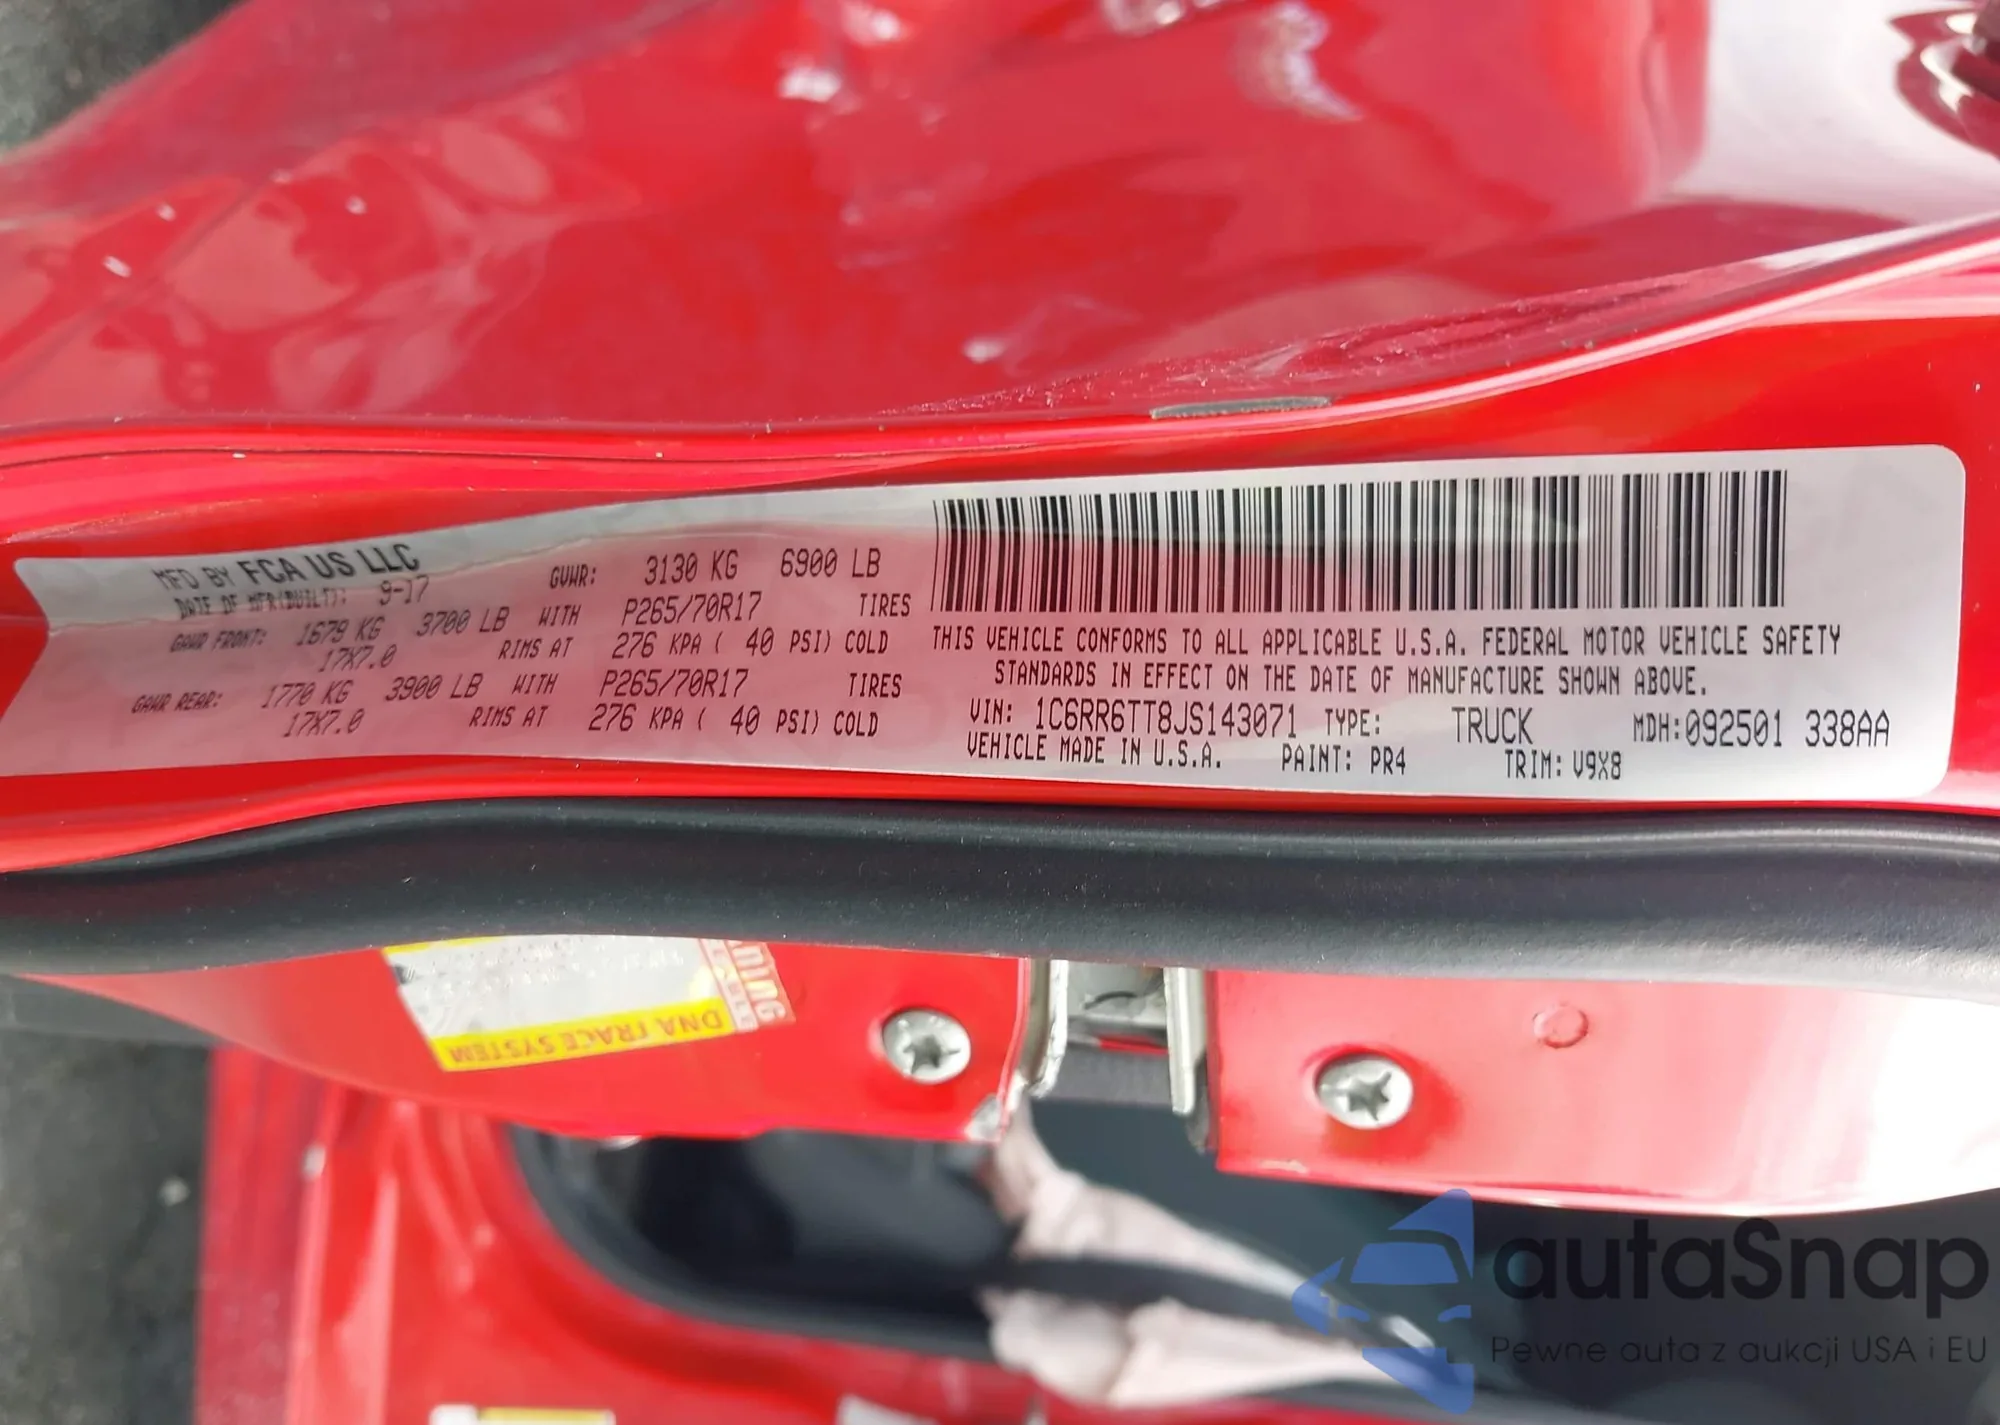 MFD BY FCA US LLC
DATE OF MFR(BUILT): 9-17
GVWR: 3130 KG 6900 LB
GAWR FRONT: 1679 KG 3700 LB WITH P265/70R17 TIRES
17X7.0 RIMS AT 276 KPA ( 40 PSI) COLD
GAWR REAR: 1770 KG 3900 LB WITH P265/70R17 TIRES
17X7.0 RIMS AT 276 KPA ( 40 PSI) COLD
THIS VEHICLE CONFORMS TO ALL APPLICABLE U.S.A. FEDERAL MOTOR VEHICLE SAFETY
STANDARDS IN EFFECT ON THE DATE OF MANUFACTURE SHOWN ABOVE.
VIN: 1C6RR6TT8JS143071 TYPE: TRUCK MDH:092501 338AA
VEHICLE MADE IN U.S.A. PAINT: PR4 TRIM: V9X8
DNA TRACE SYSTEM
autaSnap
Pewne auta z aukcji USA i EU